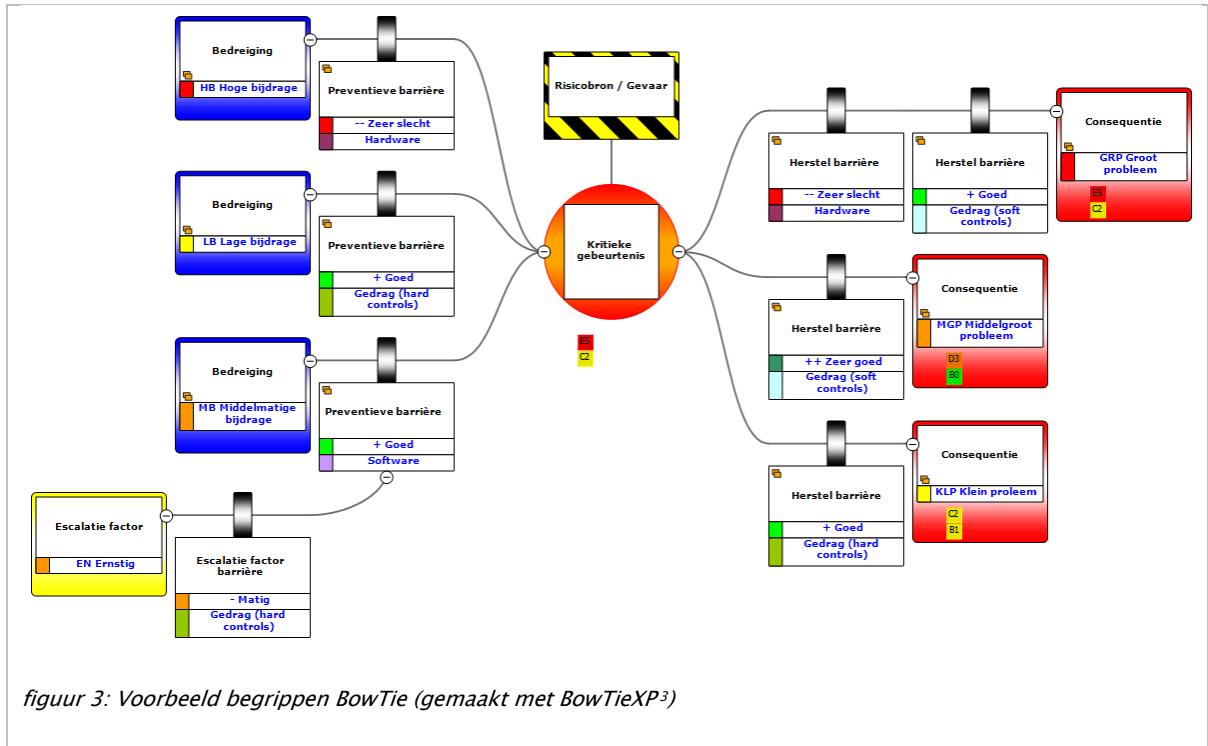 Bedreiging
HB Hoge bijdrage
Preventieve barrière
-- Zeer slecht
Hardware
Bedreiging
LB Lage bijdrage
Preventieve barrière
+ Goed
Gedrag (hard
controls)
Bedreiging
MB Middelmatige
bijdrage
Preventieve barrière
+ Goed
Software
Escalatie factor
EN Ernstig
Escalatie factor
barrière
- Matig
Gedrag (hard
controls)
Risicobron / Gevaar
Kritieke
gebeurtenis
E5
C2
Herstel barrière
-- Zeer slecht
Hardware
Herstel barrière
+ Goed
Gedrag (soft
controls)
Consequentie
GRP Groot
probleem
E5
C2
Herstel barrière
++ Zeer goed
Gedrag (soft
controls)
Consequentie
MGP Middelgroot
probleem
D3
B0
Herstel barrière
+ Goed
Gedrag (hard
controls)
Consequentie
KLP Klein proleem
C2
B1
figuur 3: Voorbeeld begrippen BowTie (gemaakt met BowTieXP³)